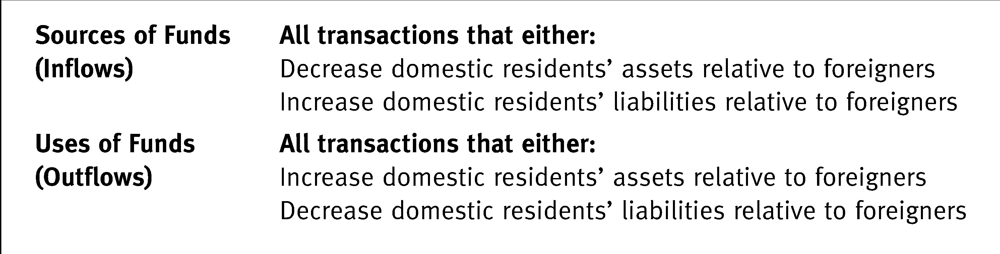 Sources of Funds All transactions that either:
(Inflows) Decrease domestic residents’ assets relative to foreigners
Increase domestic residents’ liabilities relative to foreigners
Uses of Funds All transactions that either:
(Outflows) Increase domestic residents’ assets relative to foreigners
Decrease domestic residents’ liabilities relative to foreigners